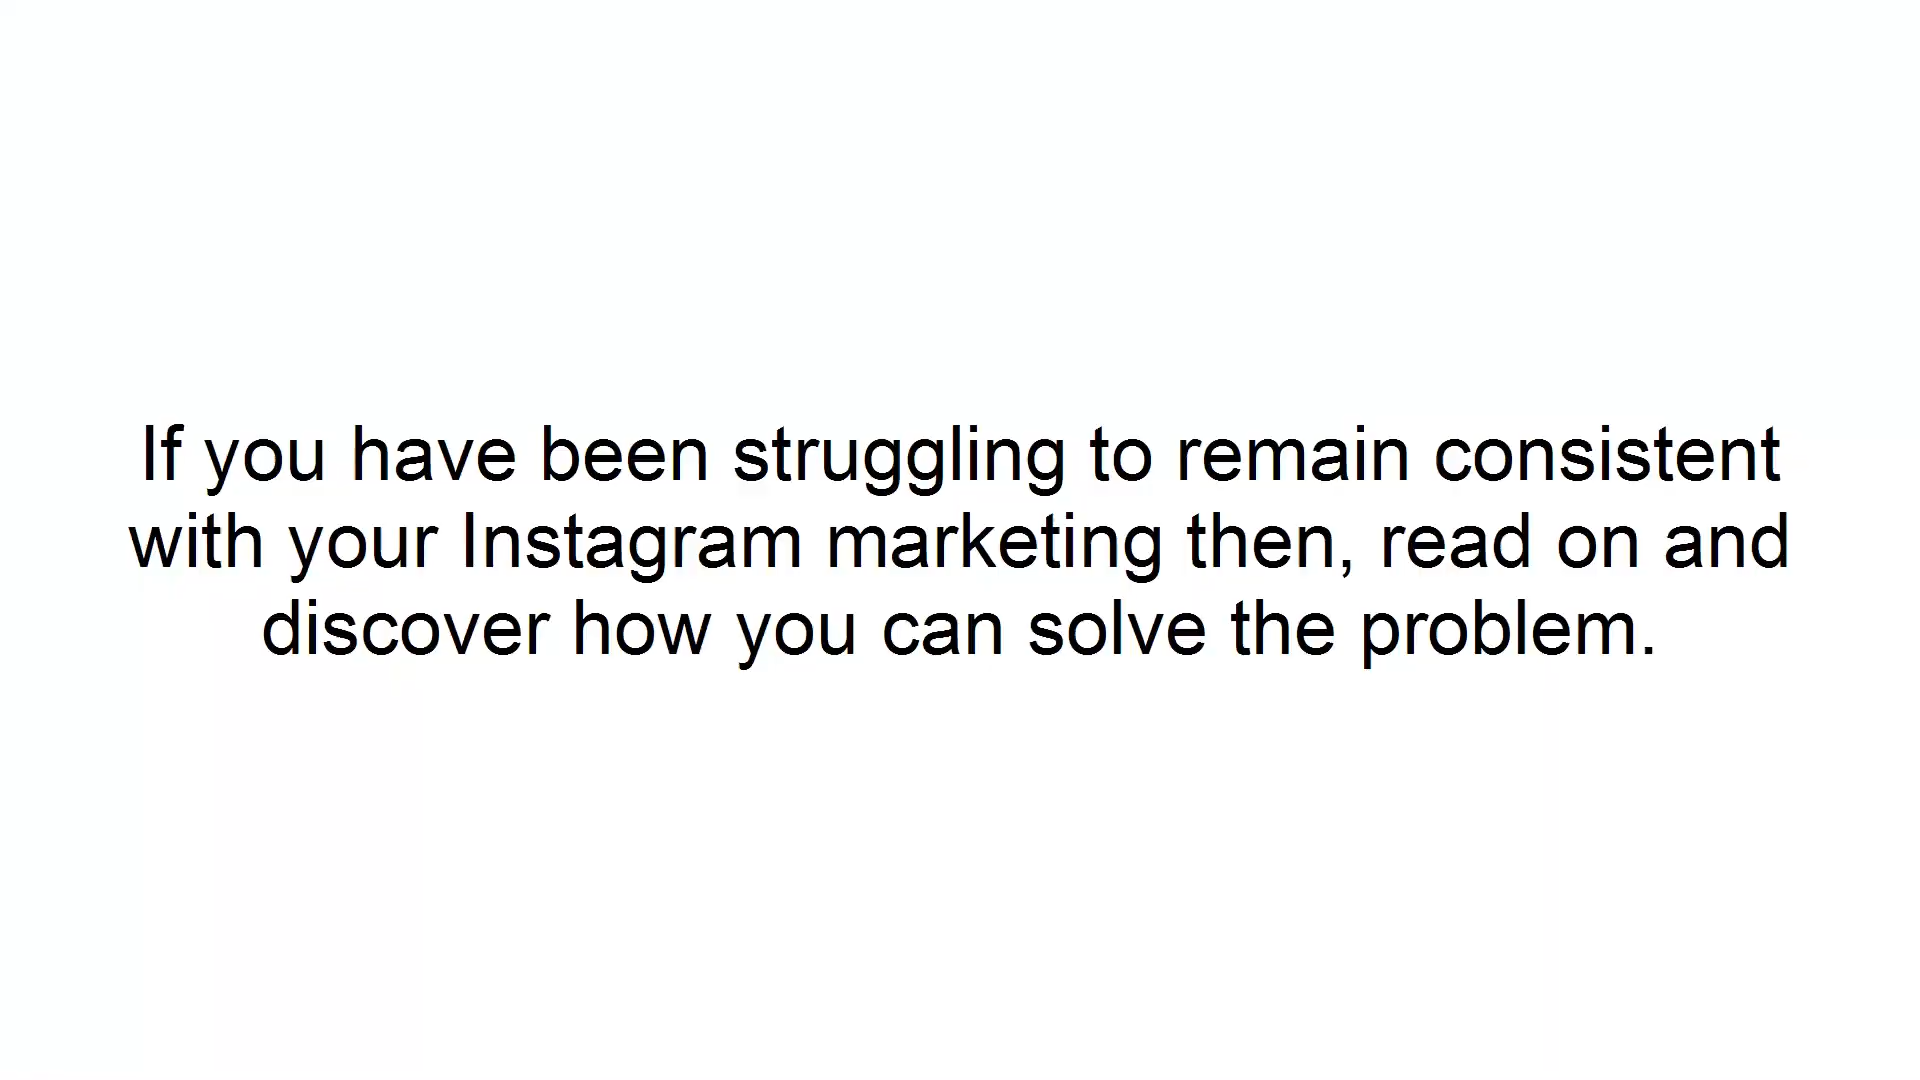 If you have been struggling to remain consistent
with your Instagram marketing then, read on and
discover how you can solve the problem.